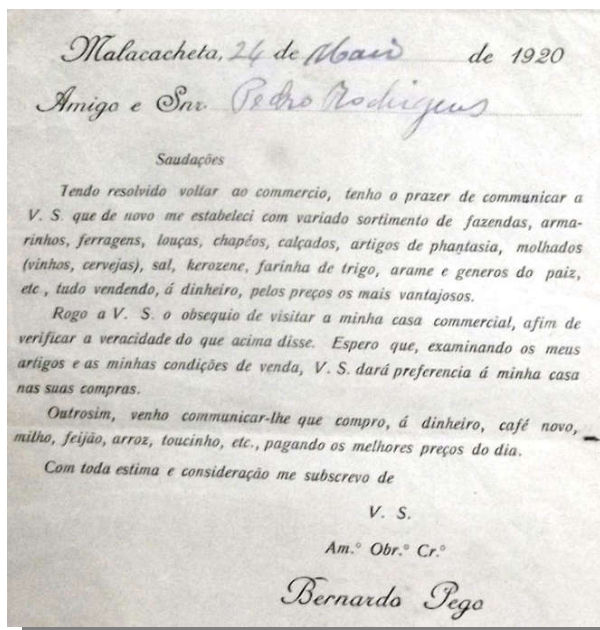 Malacacheta, 24 de Maio de 1920
Amigo e Snr. Pedro Rodrigues
Saudações
Tendo resolvido voltar ao commercio, tenho o prazer de communicar a
V. S. que de novo me estabeleci com variado sortimento de fazendas, arma-
rinhos, ferragens, louças, chapéos, calçados, artigos de phantasia, molhados
(vinhos, cervejas), sal, kerozene, farinha de trigo, arame e generos do paiz,
etc , tudo vendendo, á dinheiro, pelos preços os mais vantajosos.
Rogo a V. S. o obsequio de visitar a minha casa commercial, afim de
verificar a veracidade do que acima disse. Espero que, examinando os meus
artigos e as minhas condições de venda, V. S. dará preferencia á minha casa
nas suas compras.
Outrosim, venho communicar-lhe que compro, á dinheiro, café novo,
milho, feijão, arroz, toucinho, etc., pagando os melhores preços do dia.
Com toda estima e consideração me subscrevo de
V. S.
Am.° Obr.° Cr.°
Bernardo Pego